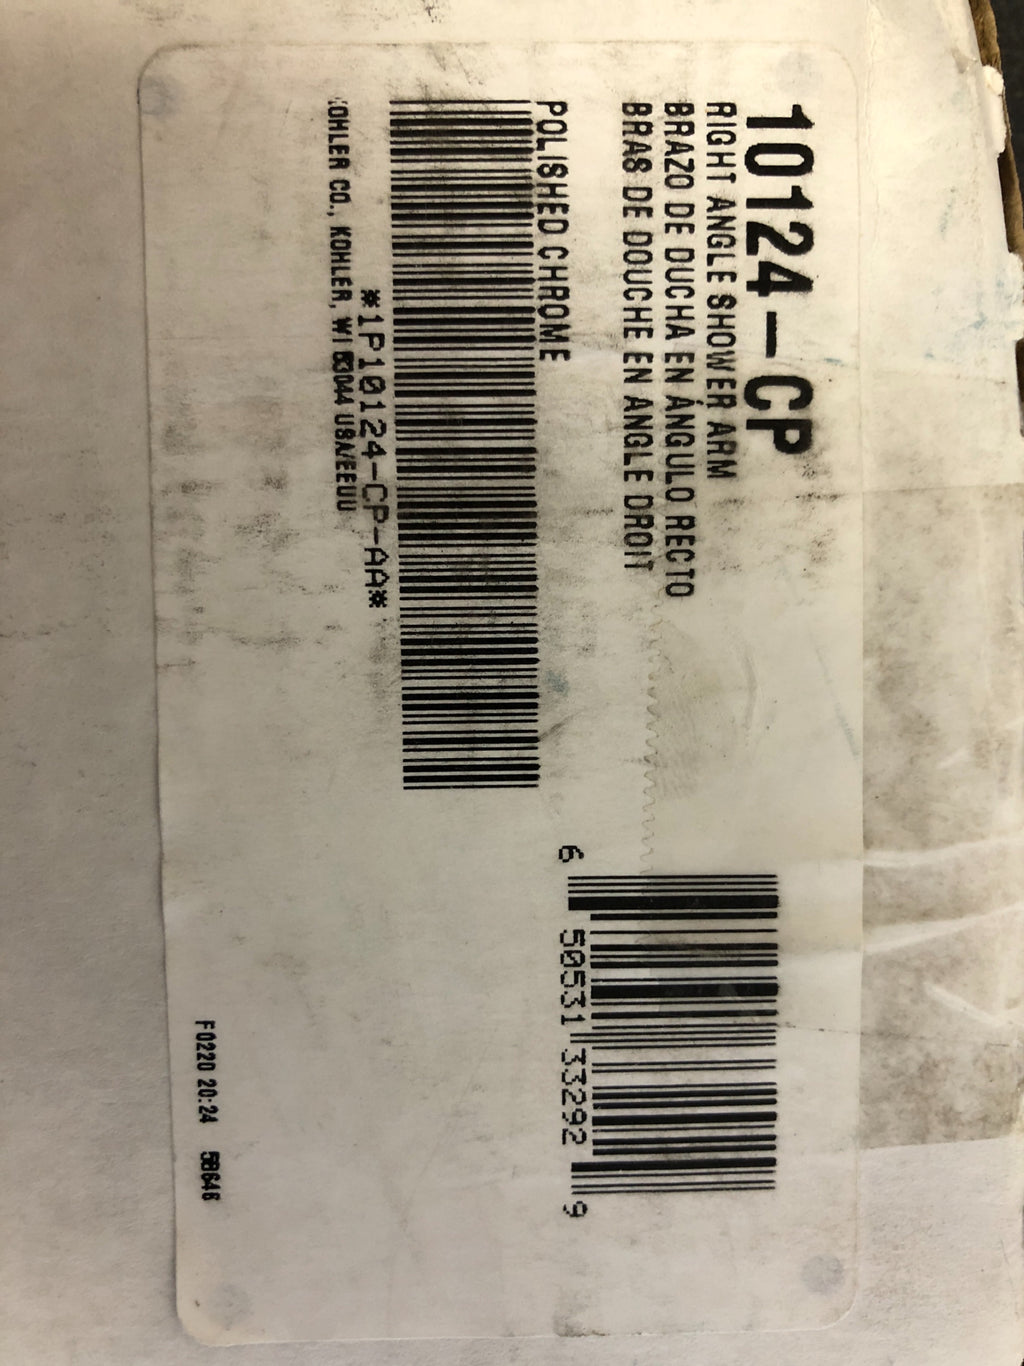 10124-CP
RIGHT ANGLE SHOWER ARM
BRAZO DE DUCHA EN ÁNGULO RECTO
BRAS DE DOUCHE EN ANGLE DROIT
POLISHED CHROME
*1P10124-CP-AA*
KOHLER CO., KOHLER, WI 53044 USA/EEUU
6 50531 33292 9
F0220 20:24 5B646